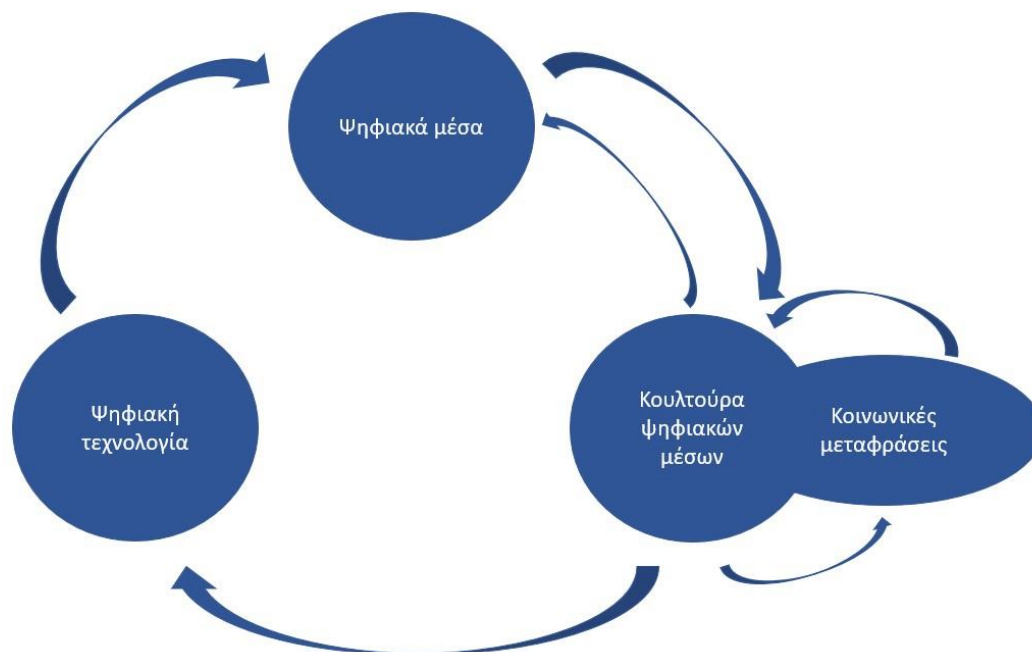 Ψηφιακά μέσα
Ψηφιακή
τεχνολογία
Κουλτούρα
ψηφιακών
μέσων
Κοινωνικές
μεταφράσεις